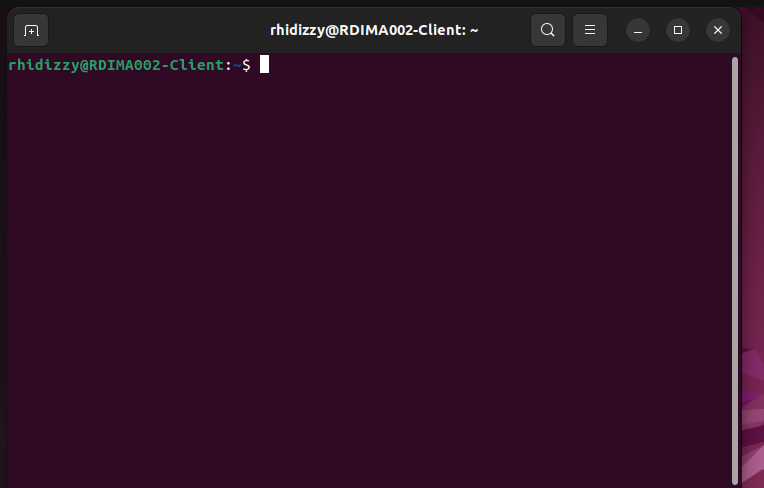 rhidizzy@RDIMA002-Client: ~
rhidizzy@RDIMA002-Client:~$